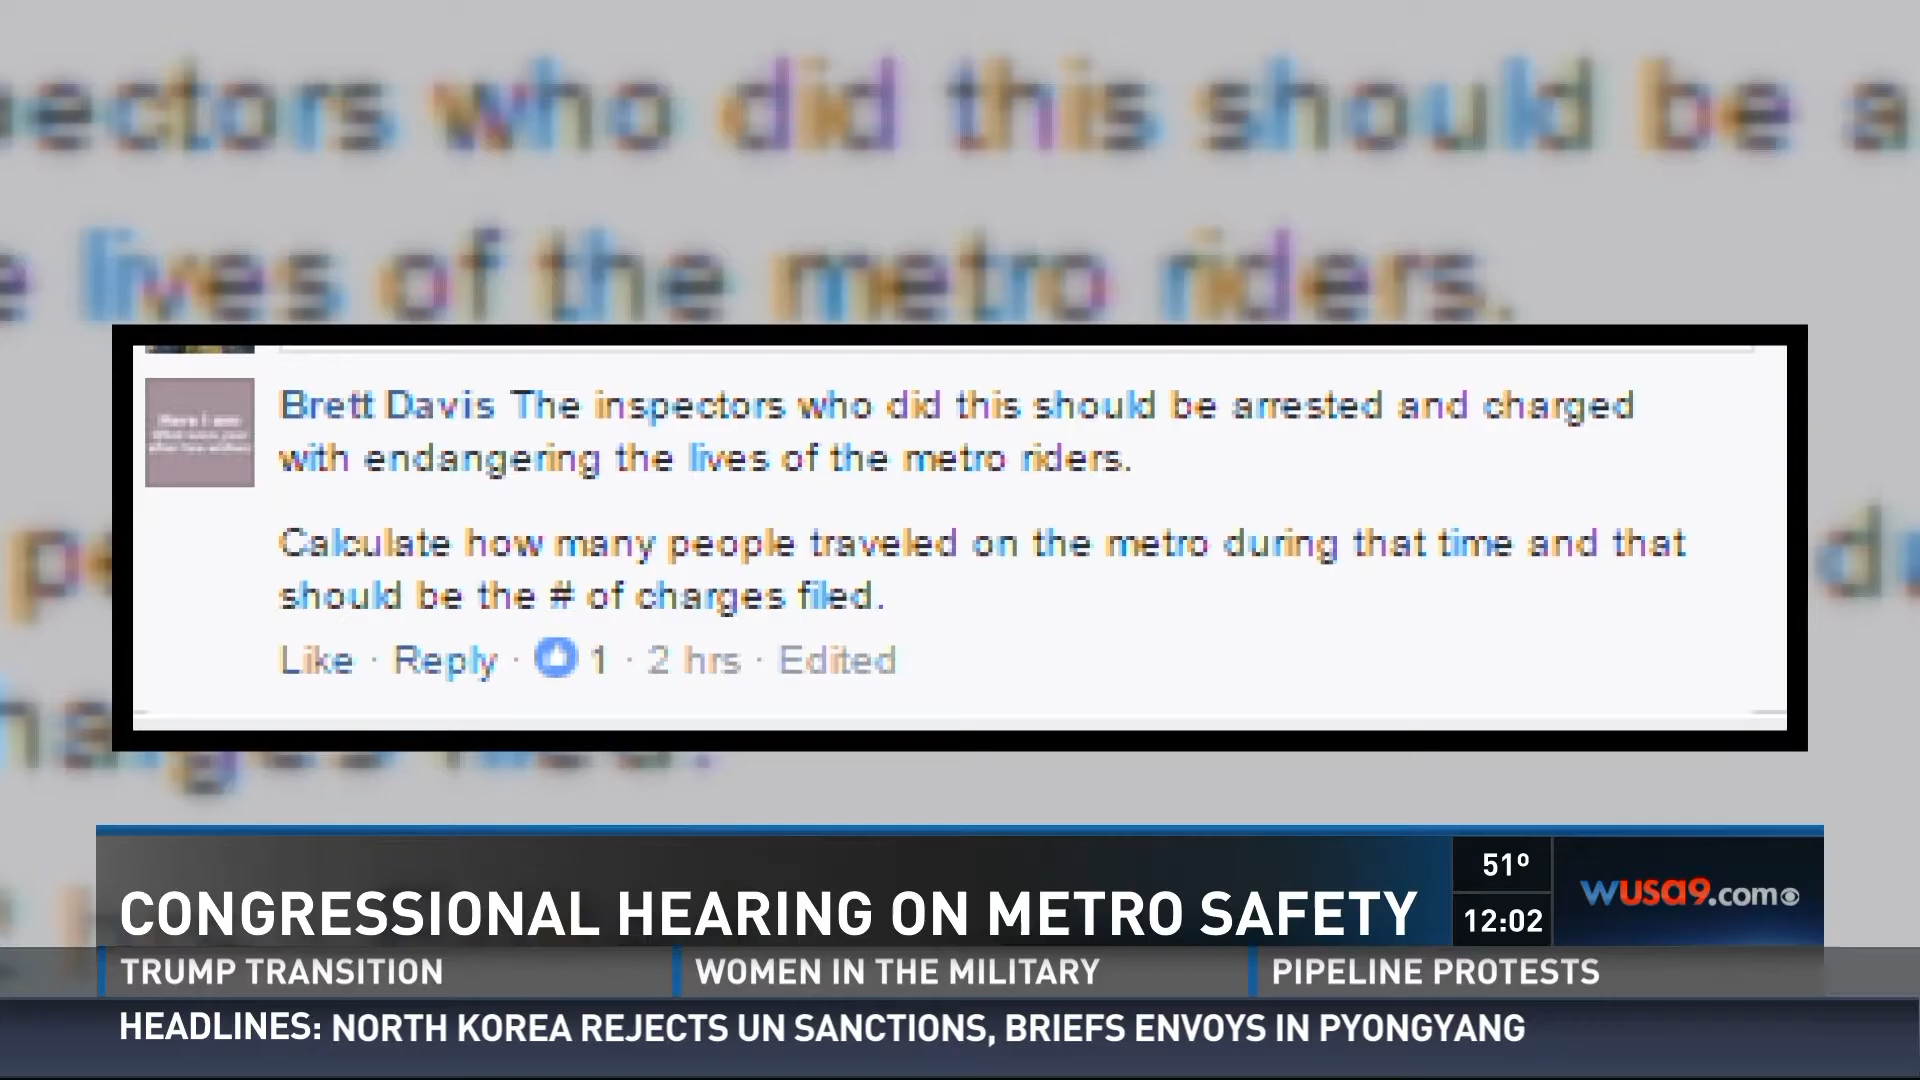 pectors who did this should be a
e lives of the metro riders.
Brett Davis The inspectors who did this should be arrested and charged
with endangering the lives of the metro riders.
Calculate how many people traveled on the metro during that time and that
should be the # of charges filed.
Like · Reply · 1 · 2 hrs · Edited
CONGRESSIONAL HEARING ON METRO SAFETY
51º
12:02
wusa9.com
TRUMP TRANSITION
WOMEN IN THE MILITARY
PIPELINE PROTESTS
HEADLINES: NORTH KOREA REJECTS UN SANCTIONS, BRIEFS ENVOYS IN PYONGYANG